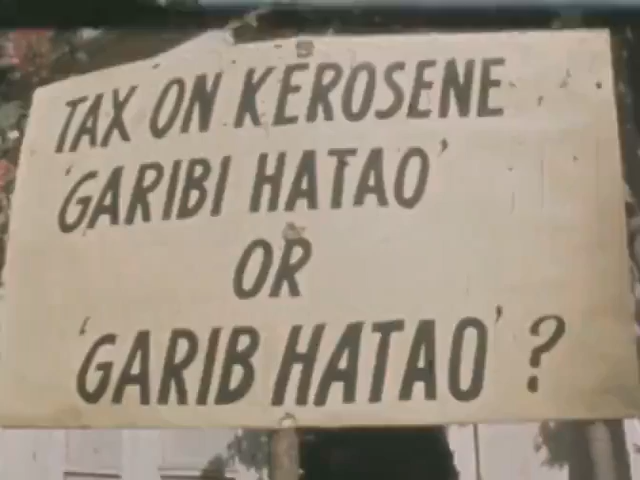 TAX ON KEROSENE
'GARIBI HATAO'
OR
'GARIB HATAO' ?